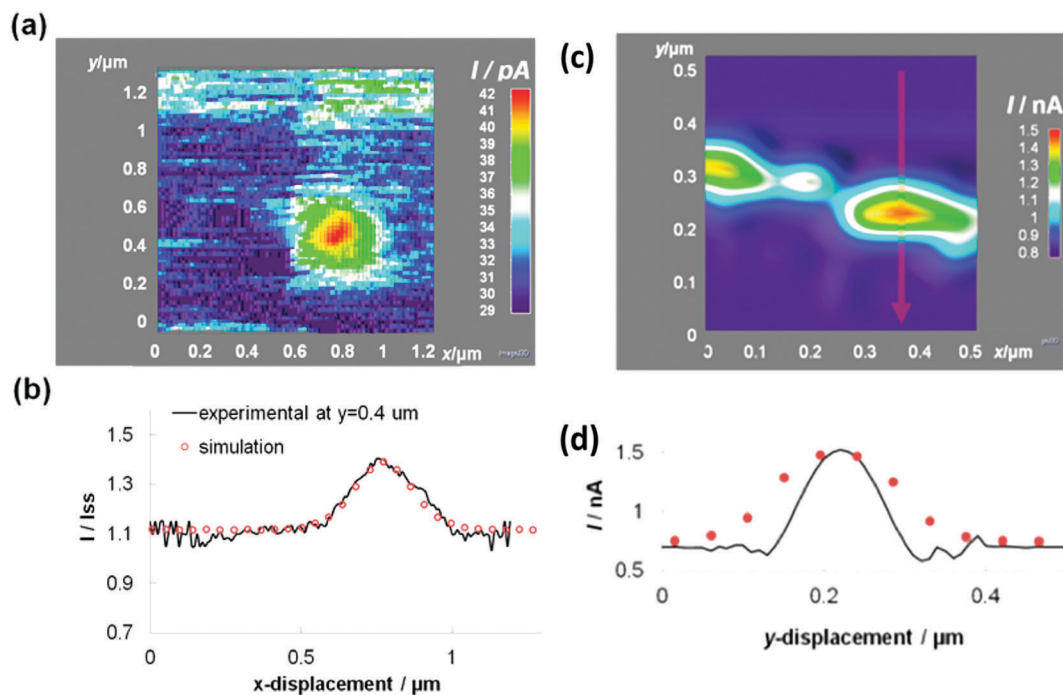 (a)
y/µm
I / pA
1.2
1
0.8
0.6
0.4
0.2
0
42
41
40
39
38
37
36
35
34
33
32
31
30
29
0 0.2 0.4 0.6 0.8 1 1.2 x/µm
(b)
experimental at y=0.4 um
simulation
I / Iss
1.5
1.3
1.1
0.9
0.7
0 0.5 1
x-displacement / µm
(c)
y/µm
I / nA
0.5
0.4
0.3
0.2
0.1
0
1.5
1.4
1.3
1.2
1.1
1
0.9
0.8
0 0.1 0.2 0.3 0.4 0.5 x/µm
(d)
I / nA
1.5
1
0.5
0 0.2 0.4
y-displacement / µm